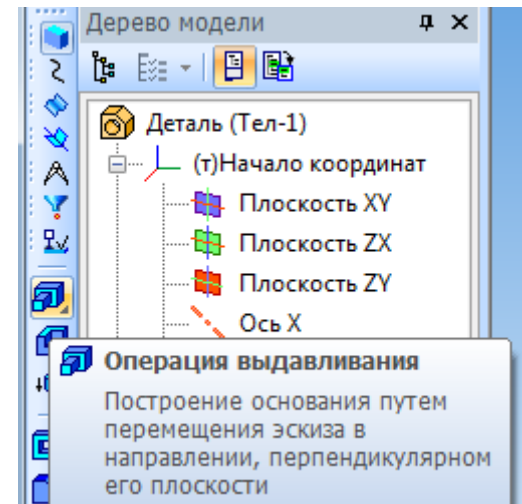 Дерево модели
Деталь (Тел-1)
(т)Начало координат
Плоскость XY
Плоскость ZX
Плоскость ZY
Ось X
Операция выдавливания
Построение основания путем
перемещения эскиза в
направлении, перпендикулярном
его плоскости